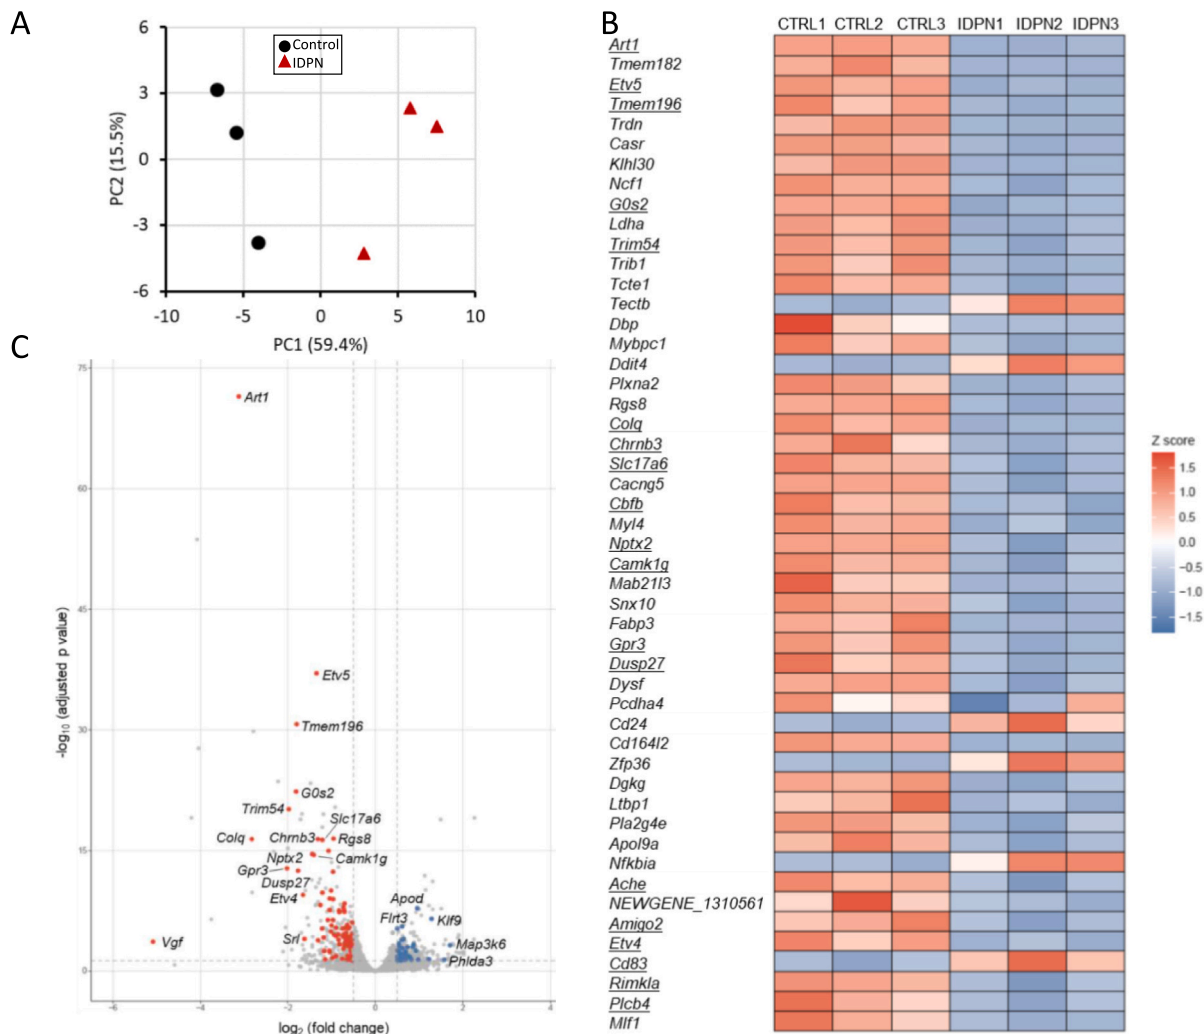 A
6
3
0
-3
-6
PC2 (15.5%)
Control
IDPN
-10 -5 0 5 10
PC1 (59.4%)
B
CTRL1 CTRL2 CTRL3 IDPN1 IDPN2 IDPN3
Art1
Tmem182
Etv5
Tmem196
Trdn
Casr
Klhl30
Ncf1
G0s2
Ldha
Trim54
Trib1
Tcte1
Tectb
Dbp
Mybpc1
Ddit4
Plxna2
Rgs8
Colq
Chrnb3
Slc17a6
Cacng5
Cbfb
Myl4
Nptx2
Camk1g
Mab21l3
Snx10
Fabp3
Gpr3
Dusp27
Dysf
Pcdha4
Cd24
Cd164l2
Zfp36
Dgkg
Ltbp1
Pla2g4e
Apol9a
Nfkbia
Ache
NEWGENE_1310561
Amigo2
Etv4
Cd83
Rimkla
Plcb4
Mlf1
Z score
1.5
1.0
0.5
0.0
−0.5
−1.0
−1.5
C
75
60
45
30
15
0
-log10 (adjusted p value)
Art1
Etv5
Tmem196
G0s2
Trim54
Slc17a6
Colq
Chrnb3
Rgs8
Nptx2
Camk1g
Gpr3
Dusp27
Etv4
Apod
Flrt3
Klf9
Srl
Vgf
Map3k6
Phlda3
-6 -4 -2 0 2 4
log2 (fold change)